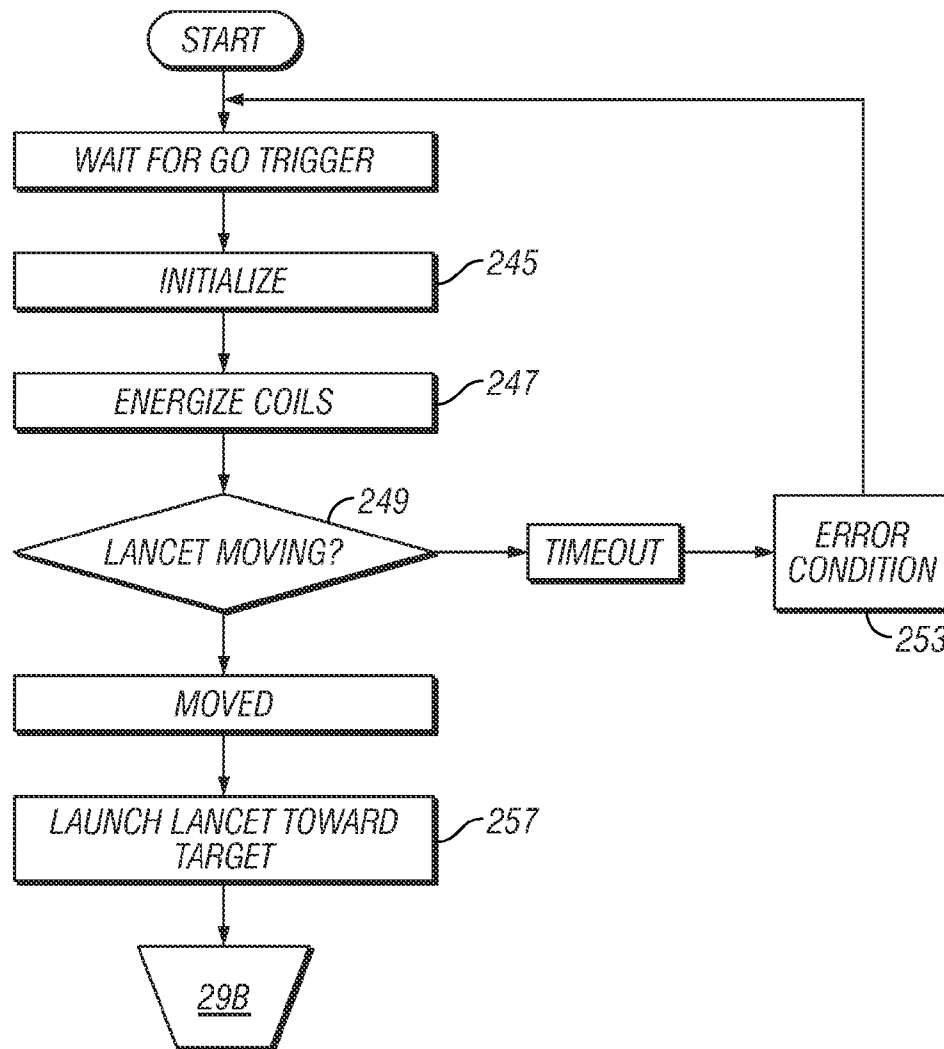 START
WAIT FOR GO TRIGGER
INITIALIZE
245
ENERGIZE COILS
247
249
LANCET MOVING?
TIMEOUT
ERROR
CONDITION
253
MOVED
LAUNCH LANCET TOWARD
TARGET
257
29B